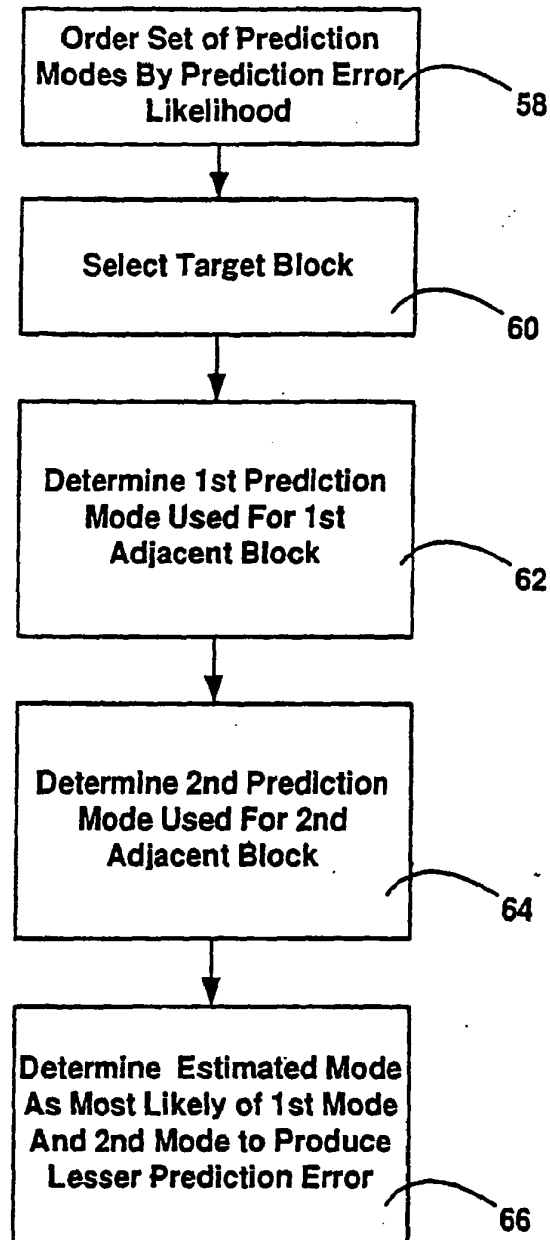 Order Set of Prediction
Modes By Prediction Error
Likelihood
58
Select Target Block
60
Determine 1st Prediction
Mode Used For 1st
Adjacent Block
62
Determine 2nd Prediction
Mode Used For 2nd
Adjacent Block
64
Determine Estimated Mode
As Most Likely of 1st Mode
And 2nd Mode to Produce
Lesser Prediction Error
66